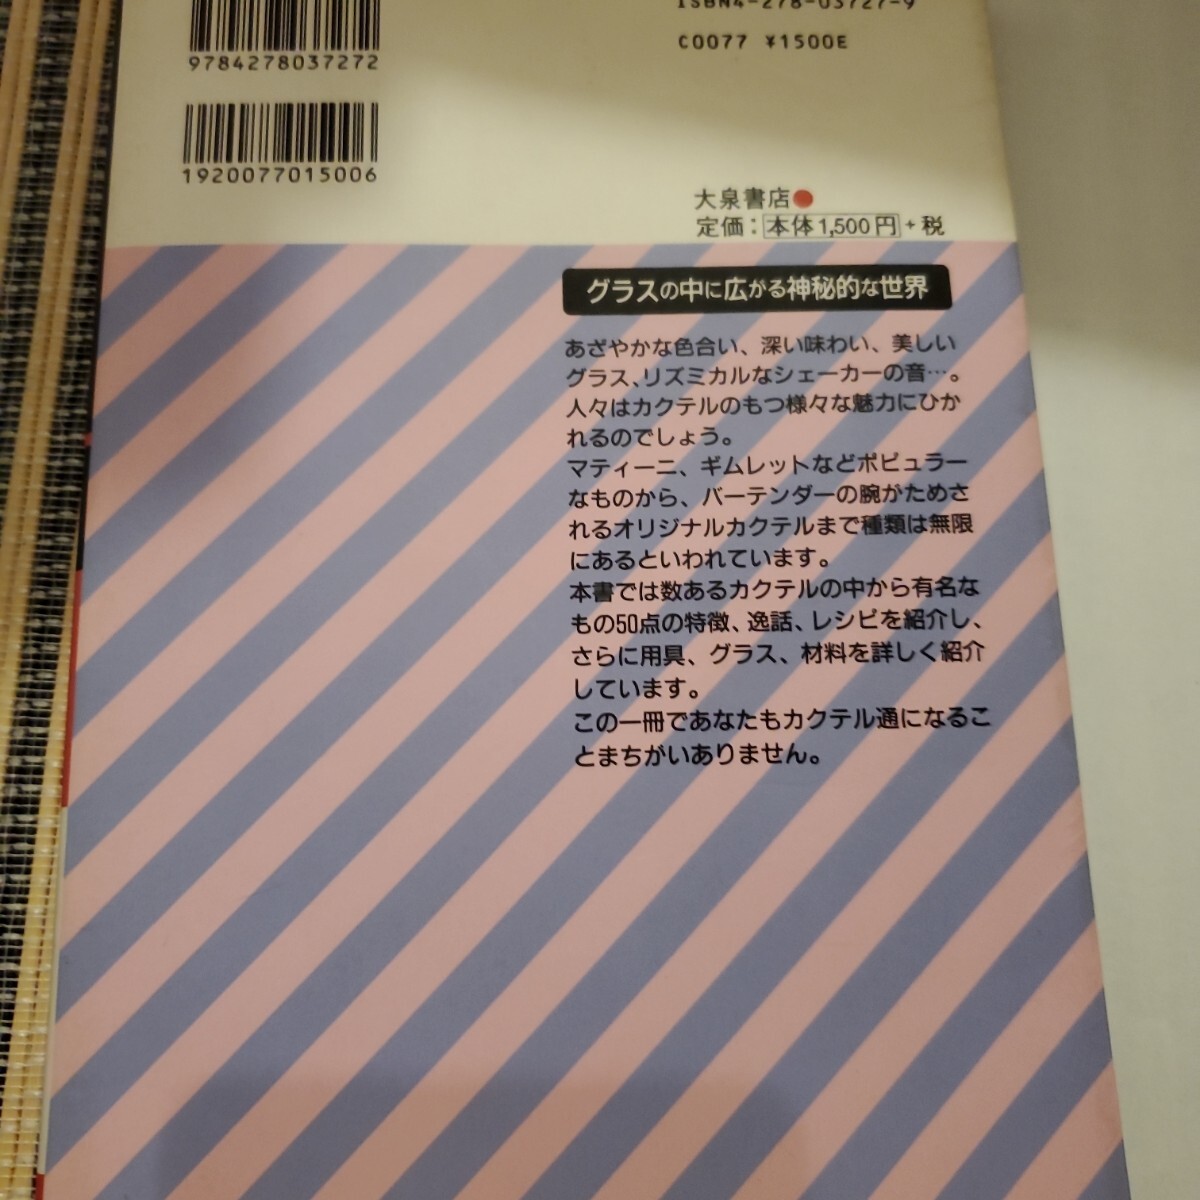 ISBN4-278-03727-9
C0077 ¥1500E
9784278037272
1920077015006
大泉書店
定価：本体1,500円+税
グラスの中に広がる神秘的な世界
あざやかな色合い、深い味わい、美しい
グラス、リズミカルなシェーカーの音…。
人々はカクテルのもつ様々な魅力にひか
れるのでしょう。
マティーニ、ギムレットなどポピュラー
なものから、バーテンダーの腕がためさ
れるオリジナルカクテルまで種類は無限
にあるといわれています。
本書では数あるカクテルの中から有名な
もの50点の特徴、逸話、レシピを紹介し、
さらに用具、グラス、材料を詳しく紹介
しています。
この一冊であなたもカクテル通になるこ
とまちがいありません。